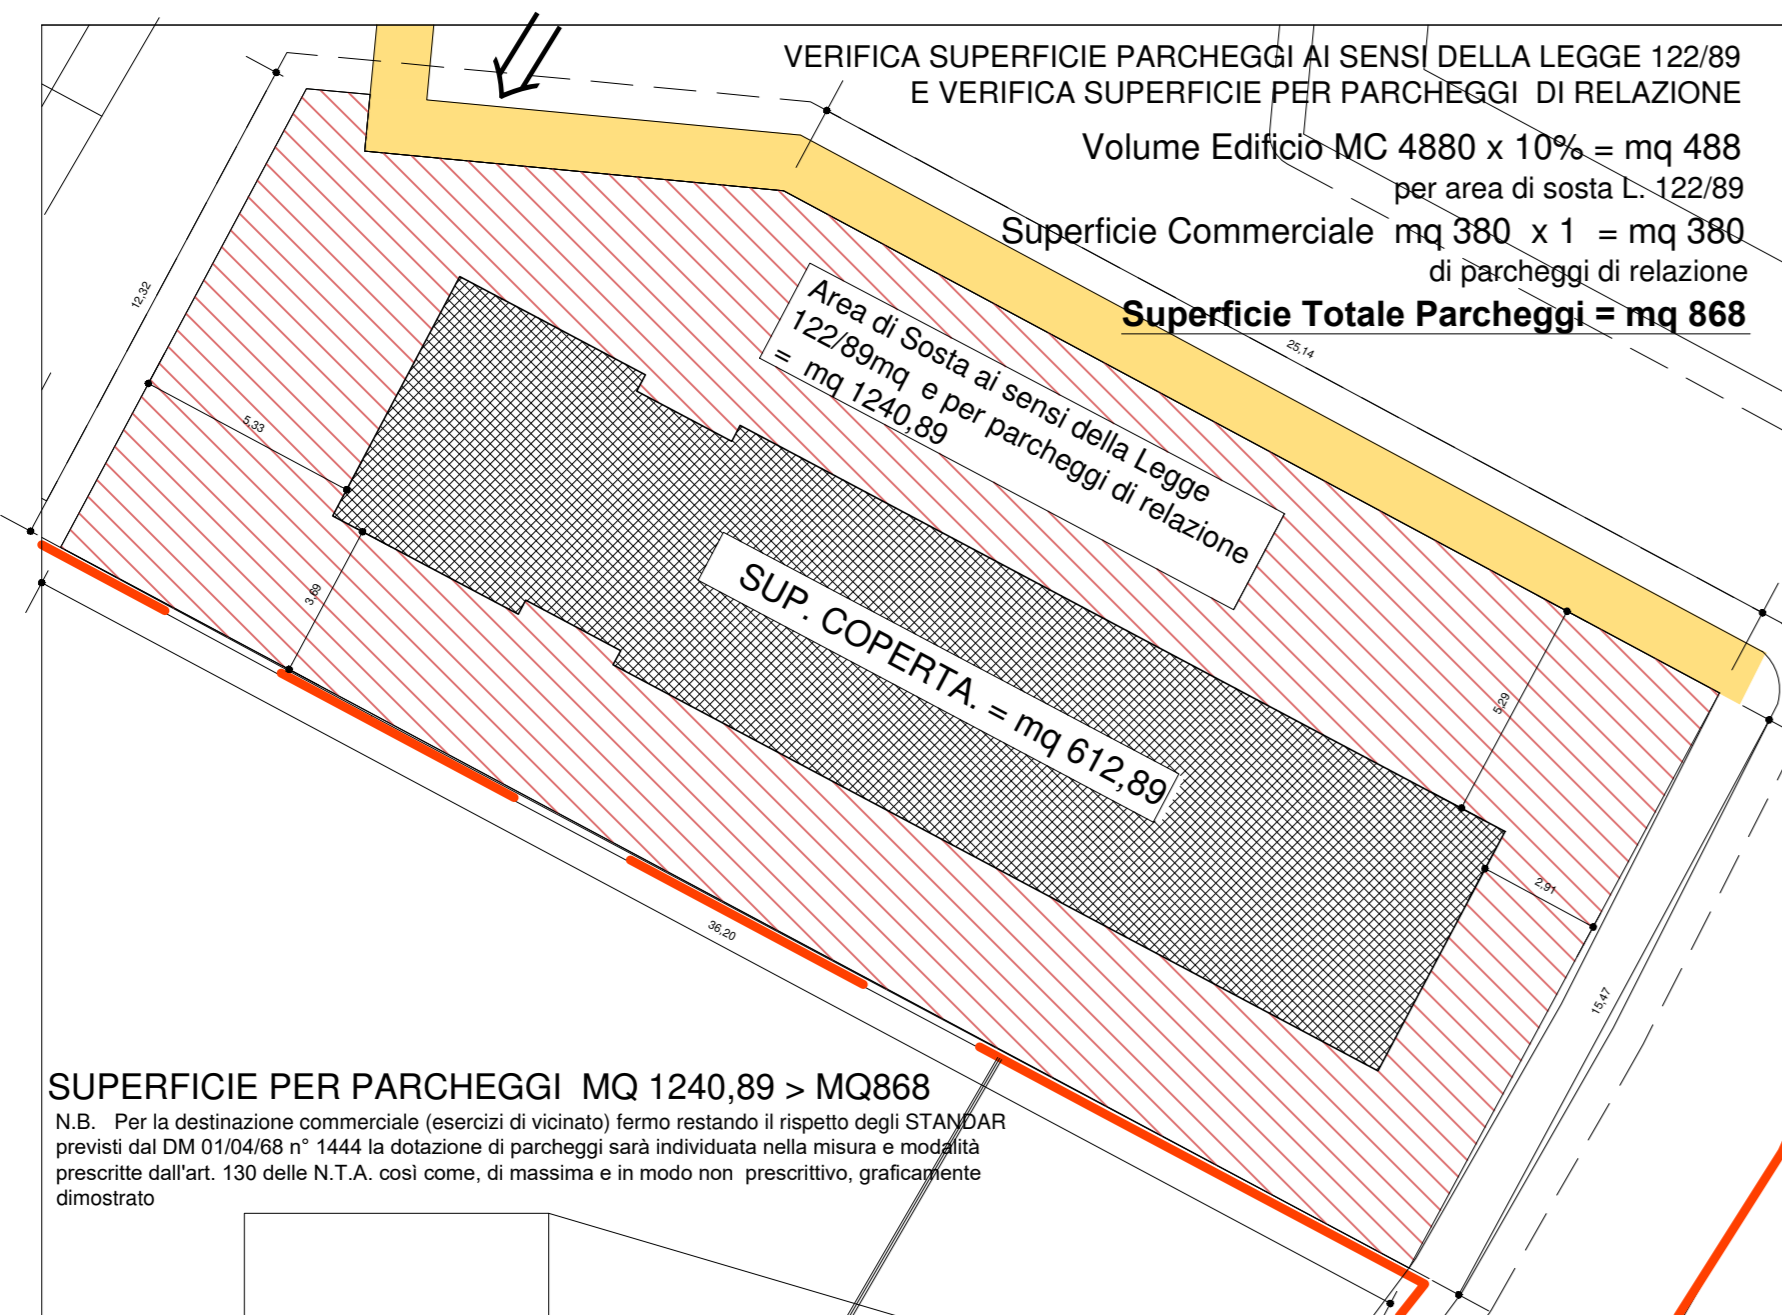 VERIFICA SUPERFICIE PARCHEGGI AI SENSI DELLA LEGGE 122/89
E VERIFICA SUPERFICIE PER PARCHEGGI DI RELAZIONE
Volume Edificio MC 4880 x 10% = mq 488
per area di sosta L. 122/89
Superficie Commerciale mq 380 x 1 = mq 380
di parcheggi di relazione
Superficie Totale Parcheggi = mq 868
12,32
25,14
Area di Sosta ai sensi della Legge
122/89mq e per parcheggi di relazione
= mq 1240,89
5,33
3,69
SUP. COPERTA. = mq 612,89
5,29
2,91
36,20
15,47
SUPERFICIE PER PARCHEGGI MQ 1240,89 > MQ868
N.B. Per la destinazione commerciale (esercizi di vicinato) fermo restando il rispetto degli STANDAR
previsti dal DM 01/04/68 n° 1444 la dotazione di parcheggi sarà individuata nella misura e modalità
prescritte dall'art. 130 delle N.T.A. così come, di massima e in modo non prescrittivo, graficamente
dimostrato